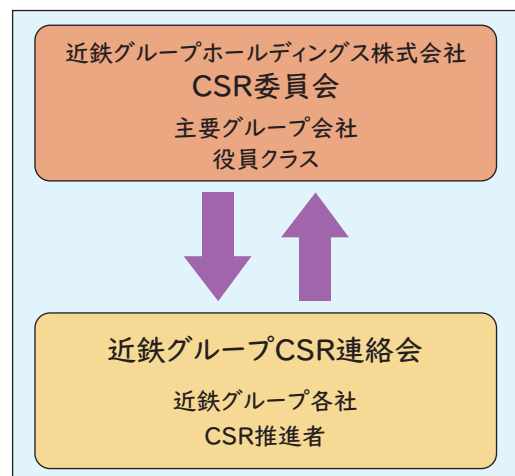 近鉄グループホールディングス株式会社
CSR委員会
主要グループ会社
役員クラス
近鉄グループCSR連絡会
近鉄グループ各社
CSR推進者